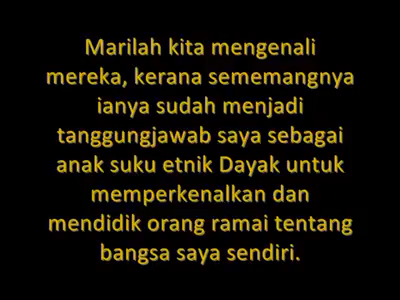 Marilah kita mengenali
mereka, kerana sememangnya
ianya sudah menjadi
tanggungjawab saya sebagai
anak suku etnik Dayak untuk
memperkenalkan dan
mendidik orang ramai tentang
bangsa saya sendiri.